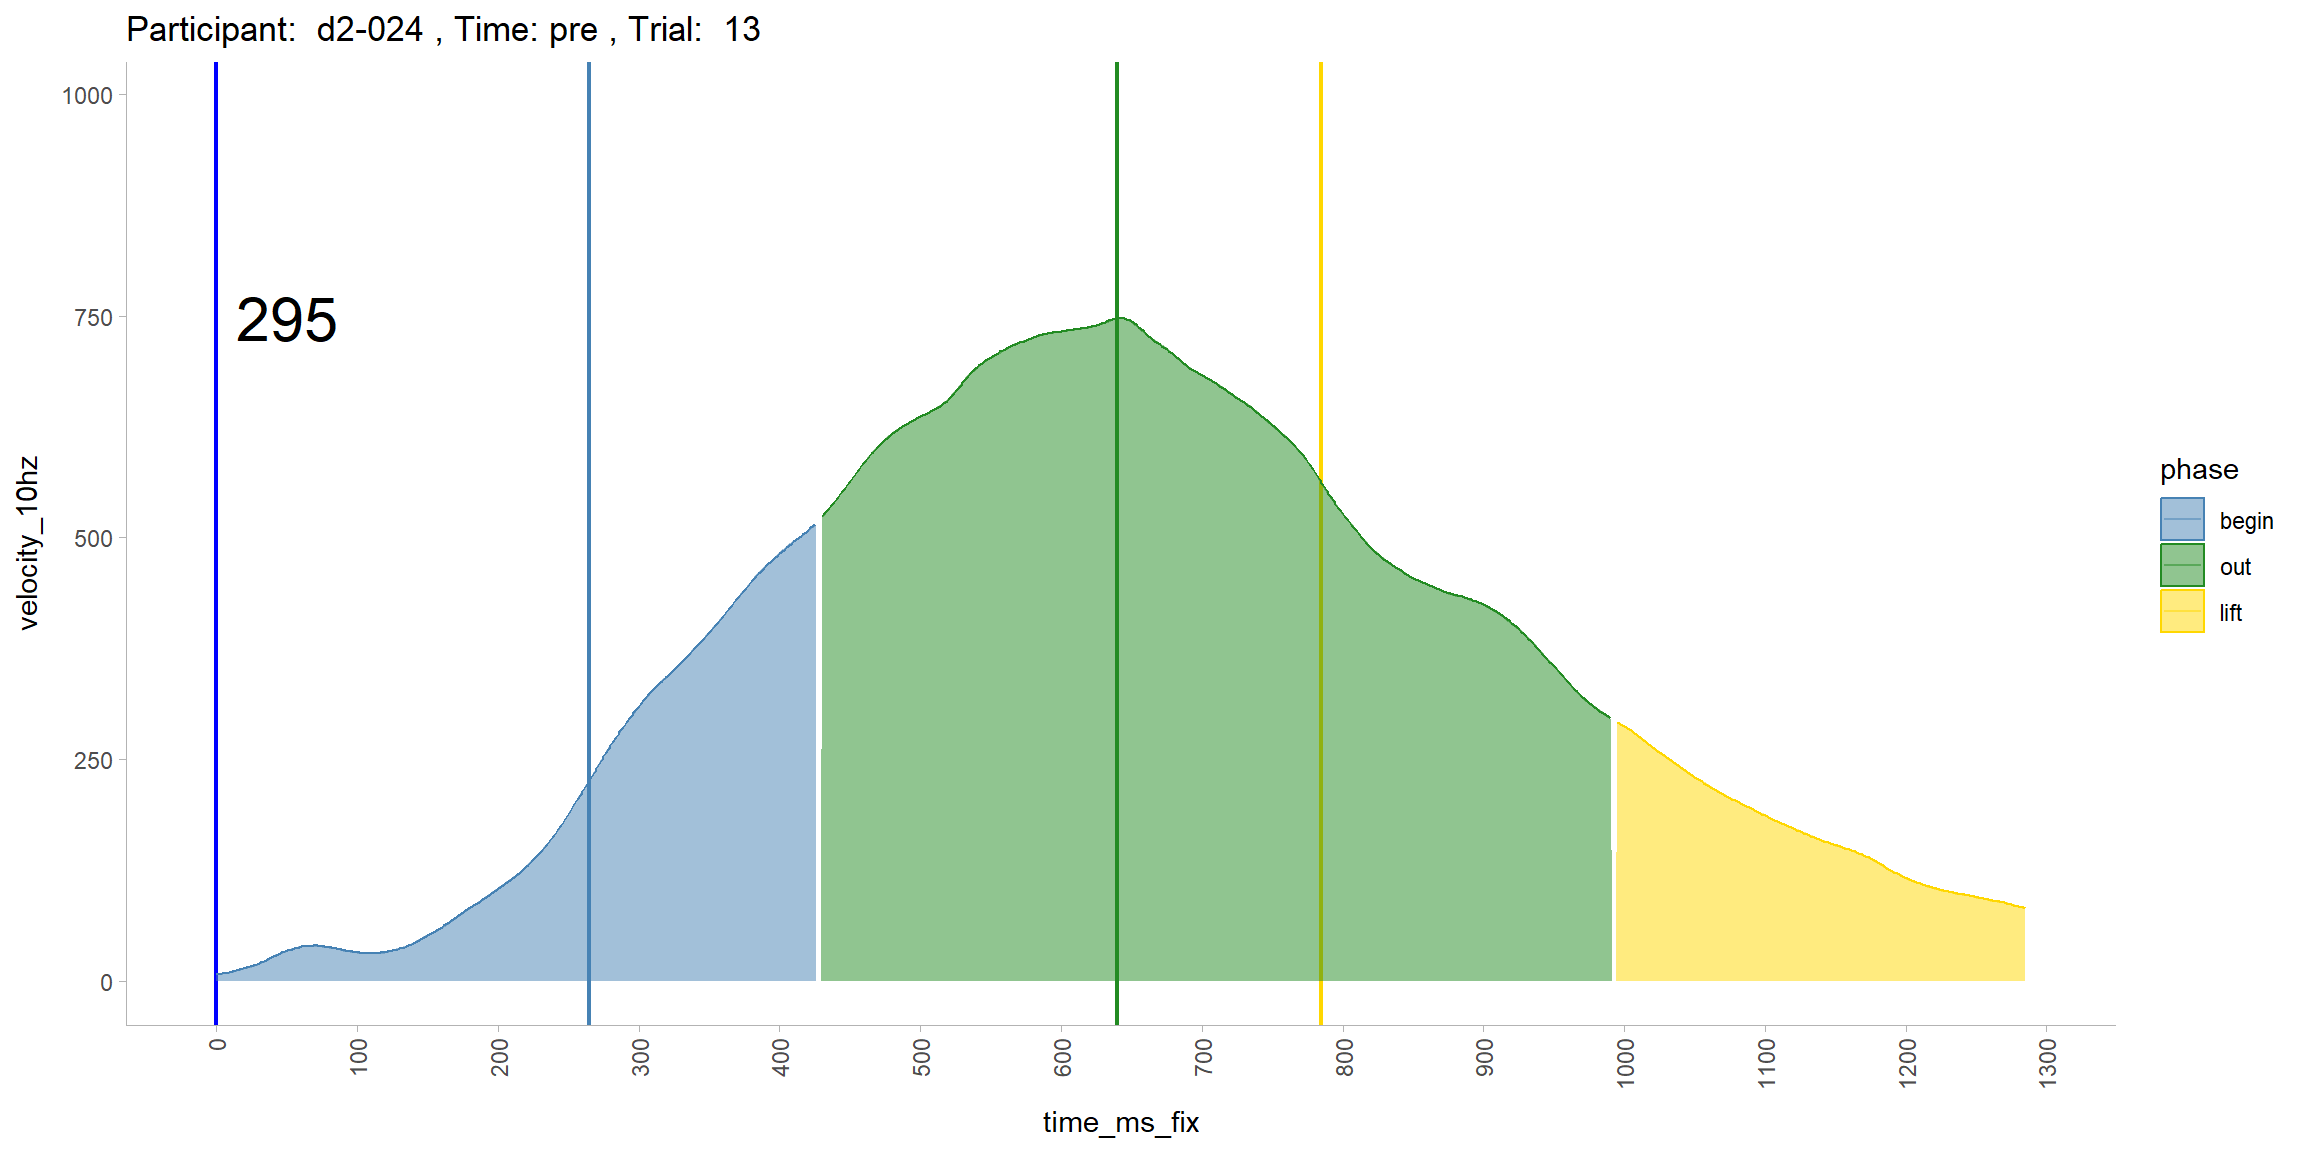 Participant:  d2-024 , Time: pre , Trial:  13
1000
750
500
250
0
velocity_10hz
295
0
100
200
300
400
500
600
700
800
900
1000
1100
1200
1300
time_ms_fix
phase
begin
out
lift